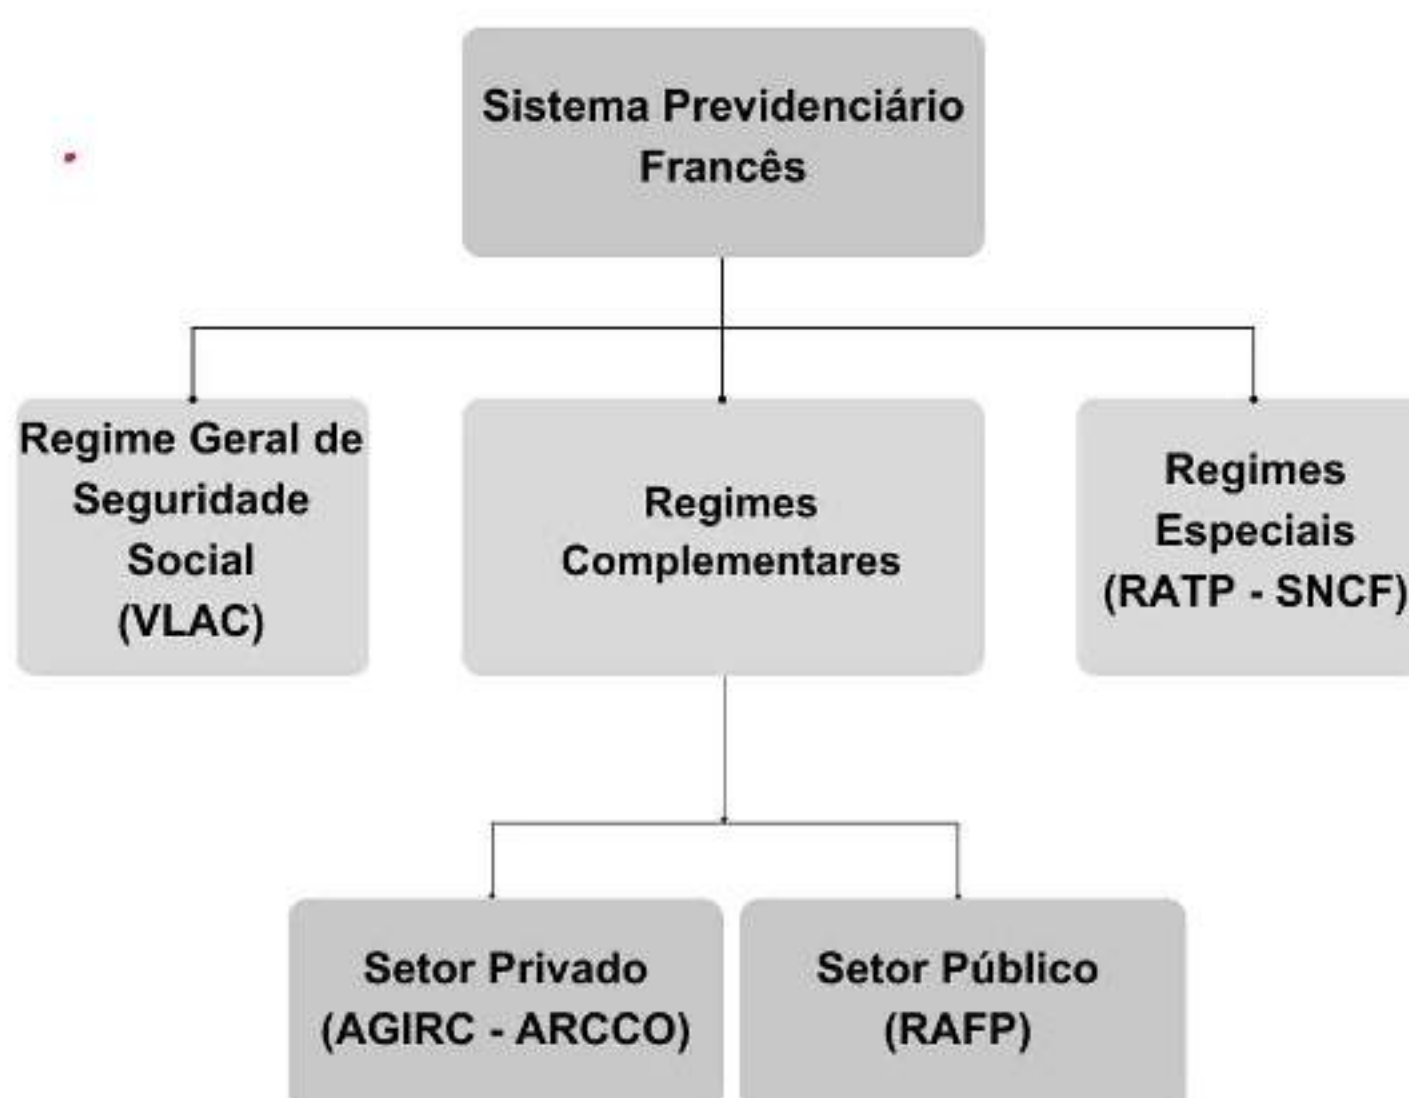 Sistema Previdenciário
Francês
Regime Geral de
Seguridade
Social
(VLAC)
Regimes
Complementares
Regimes
Especiais
(RATP - SNCF)
Setor Privado
(AGIRC - ARCCO)
Setor Público
(RAFP)